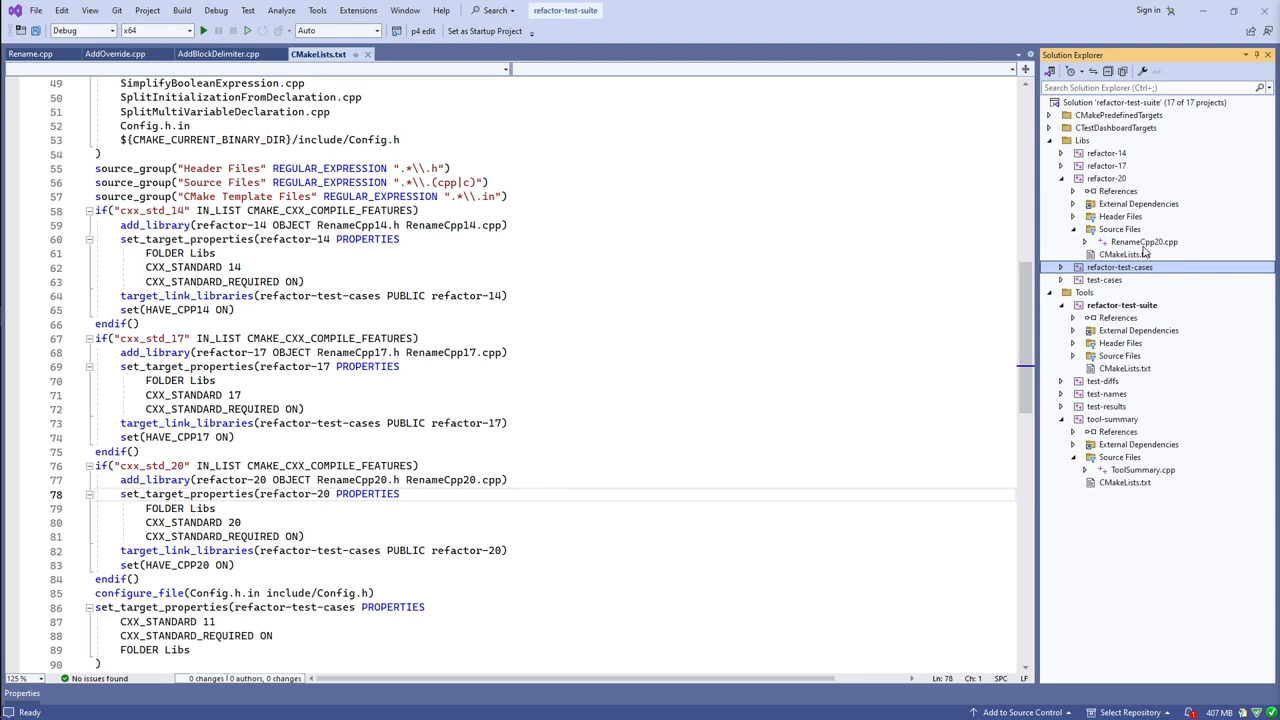 File Edit View Git Project Build Debug Test Analyze Tools Extensions Window Help Search refactor-test-suite Sign in
Debug x64 Auto p4 edit Set as Startup Project
Rename.cpp AddOverride.cpp AddBlockDelimiter.cpp CMakeLists.txt
49 SimplifyBooleanExpression.cpp
50 SplitInitializationFromDeclaration.cpp
51 SplitMultiVariableDeclaration.cpp
52 Config.h.in
53 ${CMAKE_CURRENT_BINARY_DIR}/include/Config.h
54 )
55 source_group("Header Files" REGULAR_EXPRESSION ".*\\.h")
56 source_group("Source Files" REGULAR_EXPRESSION ".*\\.(cpp|c)")
57 source_group("CMake Template Files" REGULAR_EXPRESSION ".*\\.in")
58 if("cxx_std_14" IN_LIST CMAKE_CXX_COMPILE_FEATURES)
59 add_library(refactor-14 OBJECT RenameCpp14.h RenameCpp14.cpp)
60 set_target_properties(refactor-14 PROPERTIES
61 FOLDER Libs
62 CXX_STANDARD 14
63 CXX_STANDARD_REQUIRED ON)
64 target_link_libraries(refactor-test-cases PUBLIC refactor-14)
65 set(HAVE_CPP14 ON)
66 endif()
67 if("cxx_std_17" IN_LIST CMAKE_CXX_COMPILE_FEATURES)
68 add_library(refactor-17 OBJECT RenameCpp17.h RenameCpp17.cpp)
69 set_target_properties(refactor-17 PROPERTIES
70 FOLDER Libs
71 CXX_STANDARD 17
72 CXX_STANDARD_REQUIRED ON)
73 target_link_libraries(refactor-test-cases PUBLIC refactor-17)
74 set(HAVE_CPP17 ON)
75 endif()
76 if("cxx_std_20" IN_LIST CMAKE_CXX_COMPILE_FEATURES)
77 add_library(refactor-20 OBJECT RenameCpp20.h RenameCpp20.cpp)
78 set_target_properties(refactor-20 PROPERTIES
79 FOLDER Libs
80 CXX_STANDARD 20
81 CXX_STANDARD_REQUIRED ON)
82 target_link_libraries(refactor-test-cases PUBLIC refactor-20)
83 set(HAVE_CPP20 ON)
84 endif()
85 configure_file(Config.h.in include/Config.h)
86 set_target_properties(refactor-test-cases PROPERTIES
87 CXX_STANDARD 11
88 CXX_STANDARD_REQUIRED ON
89 FOLDER Libs
90 )
125 % No issues found 0 changes | 0 authors, 0 changes Ln: 78 Ch: 1 SPC LF
Solution Explorer
Search Solution Explorer (Ctrl+;)
Solution 'refactor-test-suite' (17 of 17 projects)
CMakePredefinedTargets
CTestDashboardTargets
Libs
refactor-14
refactor-17
refactor-20
References
External Dependencies
Header Files
Source Files
RenameCpp20.cpp
CMakeLists.txt
refactor-test-cases
test-cases
Tools
refactor-test-suite
References
External Dependencies
Header Files
Source Files
CMakeLists.txt
test-diffs
test-names
test-results
tool-summary
References
External Dependencies
Source Files
ToolSummary.cpp
CMakeLists.txt
Properties
Ready Add to Source Control Select Repository 1 407 MB